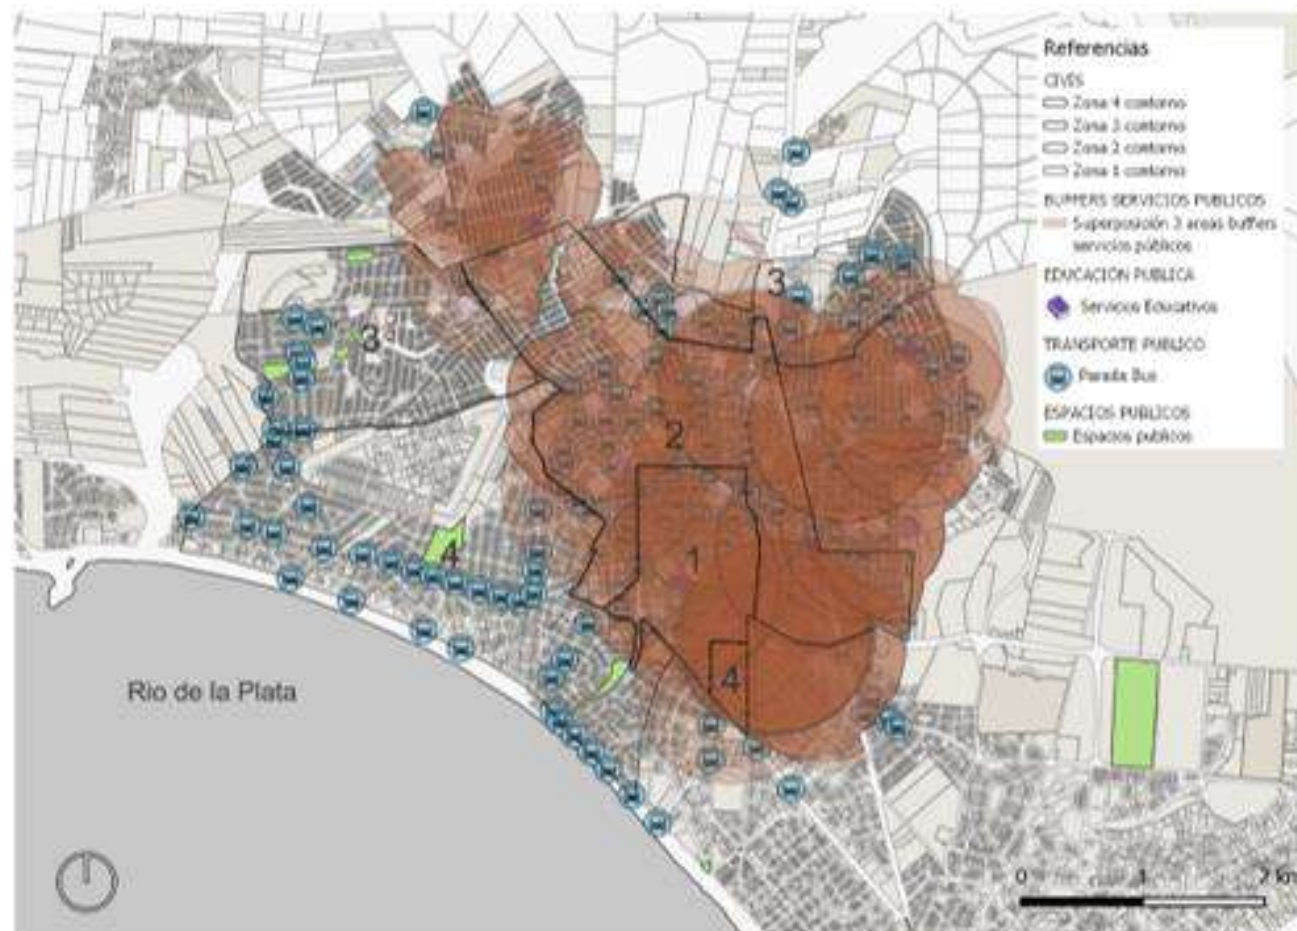 Referencias
CIVIS
Zona 4 contorno
Zona 3 contorno
Zona 2 contorno
Zona 1 contorno
BUFFERS SERVICIOS PUBLICOS
Superposición 3 areas buffers
servicios públicos
EDUCACIÓN PUBLICA
Servicios Educativos
TRANSPORTE PUBLICO
Parada Bus
ESPACIOS PUBLICOS
Espacios publicos
3
3
2
4
1
4
Rio de la Plata
0 1 2 km